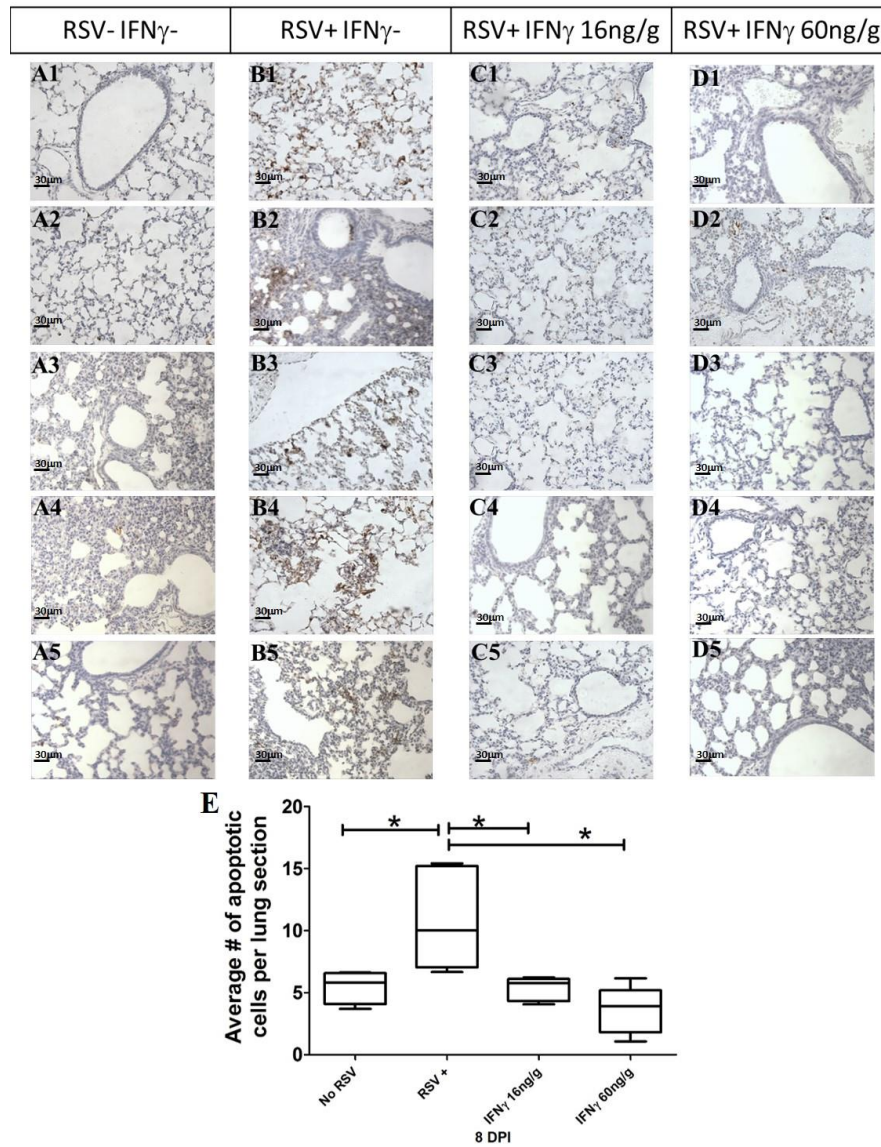 RSV- IFNγ-
RSV+ IFNγ-
RSV+ IFNγ 16ng/g
RSV+ IFNγ 60ng/g
A1
30μm
B1
30μm
C1
30μm
D1
30μm
A2
30μm
B2
30μm
C2
30μm
D2
30μm
A3
30μm
B3
30μm
C3
30μm
D3
30μm
A4
30μm
B4
30μm
C4
30μm
D4
30μm
A5
30μm
B5
30μm
C5
30μm
D5
30μm
E
Average # of apoptotic
cells per lung section
20
15
10
5
0
*
*
*
No RSV
RSV +
IFNγ 16ng/g
IFNγ 60ng/g
8 DPI